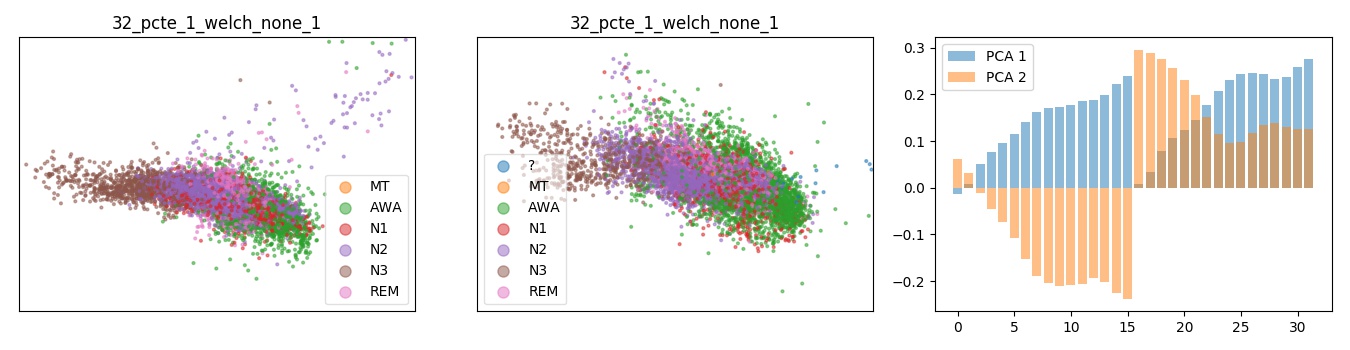 32_pcte_1_welch_none_1
MT
AWA
N1
N2
N3
REM
32_pcte_1_welch_none_1
?
MT
AWA
N1
N2
N3
REM
PCA 1
PCA 2
0.3
0.2
0.1
0.0
−0.1
−0.2
0 5 10 15 20 25 30